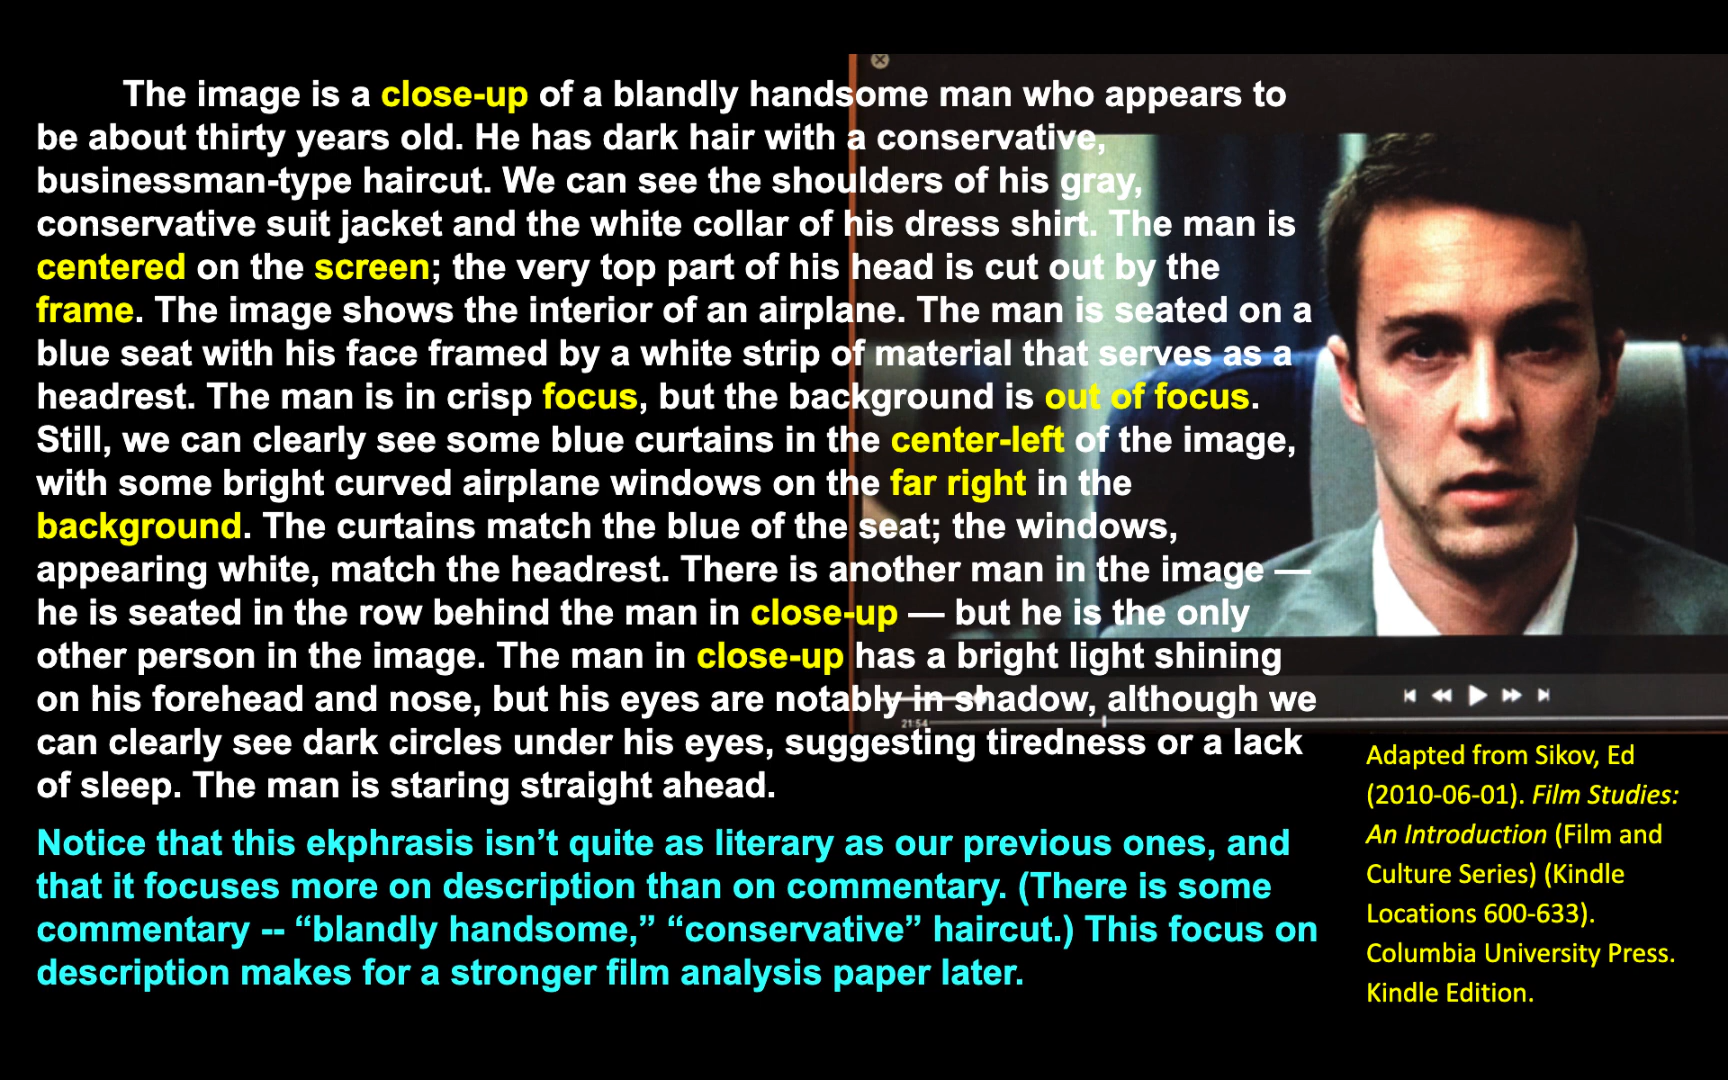 The image is a close-up of a blandly handsome man who appears to
be about thirty years old. He has dark hair with a conservative,
businessman-type haircut. We can see the shoulders of his gray,
conservative suit jacket and the white collar of his dress shirt. The man is
centered on the screen; the very top part of his head is cut out by the
frame. The image shows the interior of an airplane. The man is seated on a
blue seat with his face framed by a white strip of material that serves as a
headrest. The man is in crisp focus, but the background is out of focus.
Still, we can clearly see some blue curtains in the center-left of the image,
with some bright curved airplane windows on the far right in the
background. The curtains match the blue of the seat; the windows,
appearing white, match the headrest. There is another man in the image —
he is seated in the row behind the man in close-up — but he is the only
other person in the image. The man in close-up has a bright light shining
on his forehead and nose, but his eyes are notably in shadow, although we
can clearly see dark circles under his eyes, suggesting tiredness or a lack
of sleep. The man is staring straight ahead.
Notice that this ekphrasis isn’t quite as literary as our previous ones, and
that it focuses more on description than on commentary. (There is some
commentary -- “blandly handsome,” “conservative” haircut.) This focus on
description makes for a stronger film analysis paper later.
21:54
Adapted from Sikov, Ed
(2010-06-01). Film Studies:
An Introduction (Film and
Culture Series) (Kindle
Locations 600-633).
Columbia University Press.
Kindle Edition.